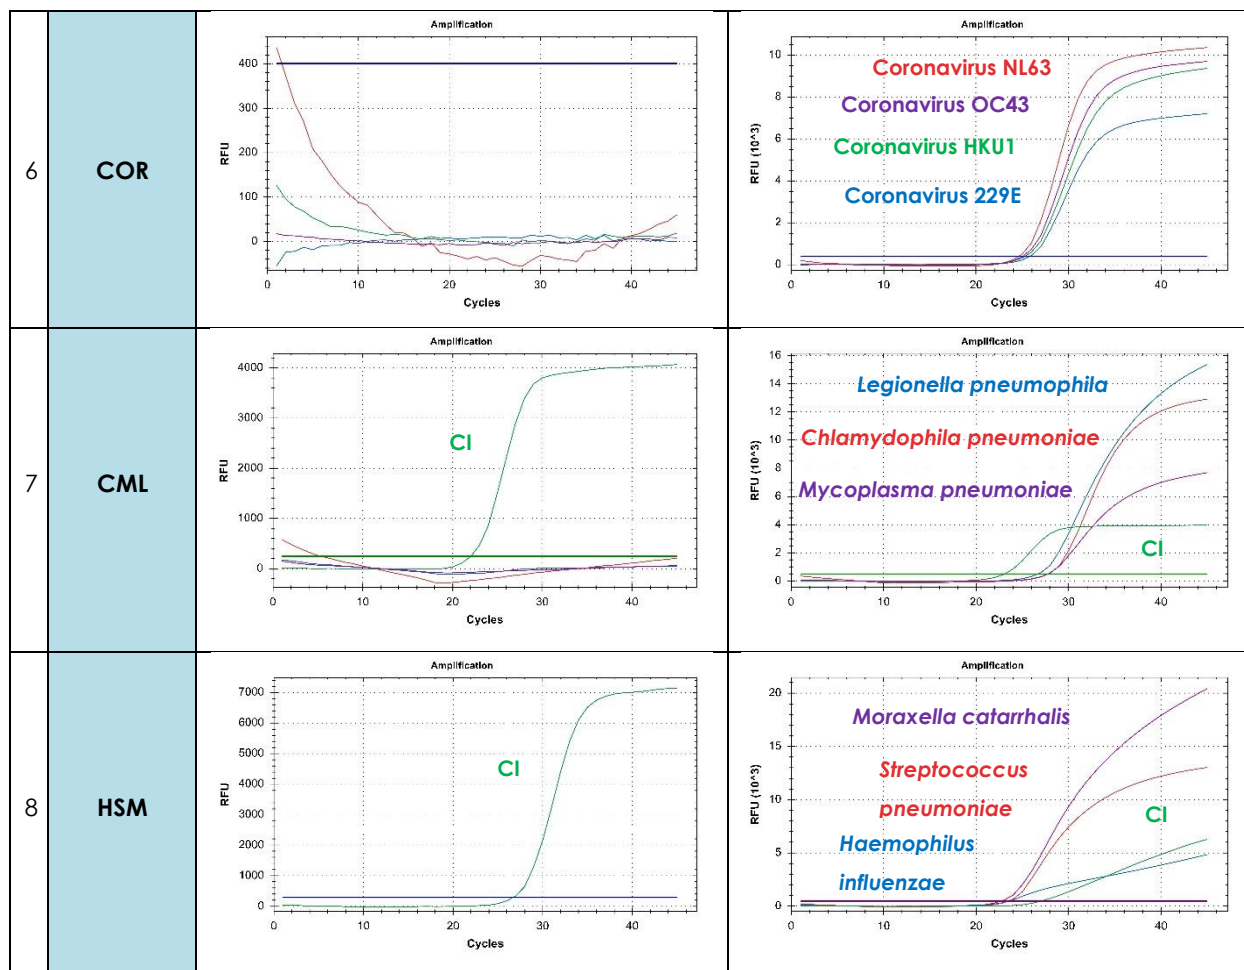 6
COR
Amplification
RFU
400
300
200
100
0
10
20
30
40
Cycles
Amplification
RFU (10^3)
10
8
6
4
2
0
Coronavirus NL63
Coronavirus OC43
Coronavirus HKU1
Coronavirus 229E
0
10
20
30
40
Cycles
7
CML
Amplification
RFU
4000
3000
2000
1000
0
CI
0
10
20
30
40
Cycles
Amplification
RFU (10^3)
16
14
12
10
8
6
4
2
0
Legionella pneumophila
Chlamydophila pneumoniae
Mycoplasma pneumoniae
CI
0
10
20
30
40
Cycles
8
HSM
Amplification
RFU
7000
6000
5000
4000
3000
2000
1000
0
CI
0
10
20
30
40
Cycles
Amplification
RFU (10^3)
20
15
10
5
0
Moraxella catarrhalis
Streptococcus
pneumoniae
CI
Haemophilus
influenzae
0
10
20
30
40
Cycles